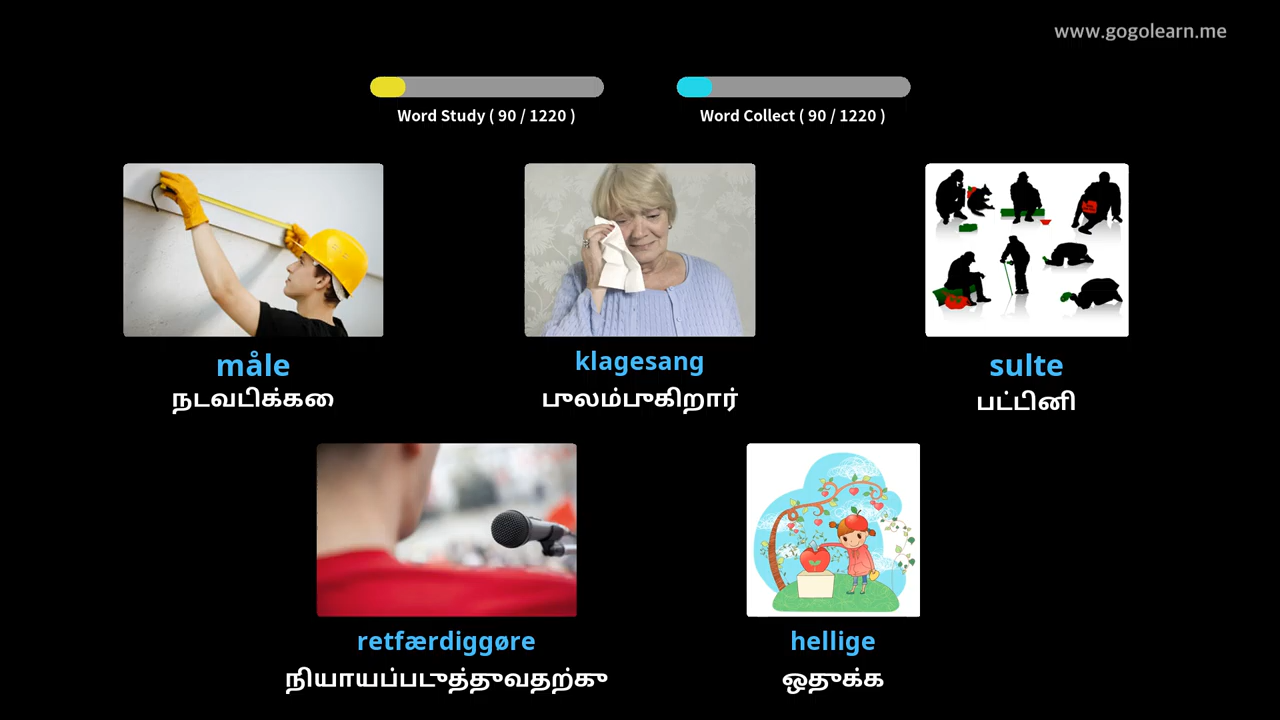 www.gogolearn.me
Word Study ( 90 / 1220 )
Word Collect ( 90 / 1220 )
måle
நடவடிக்கை
klagesang
புலம்புகிறார்
sulte
பட்டினி
retfærdiggøre
நியாயப்படுத்துவதற்கு
hellige
ஒதுக்க